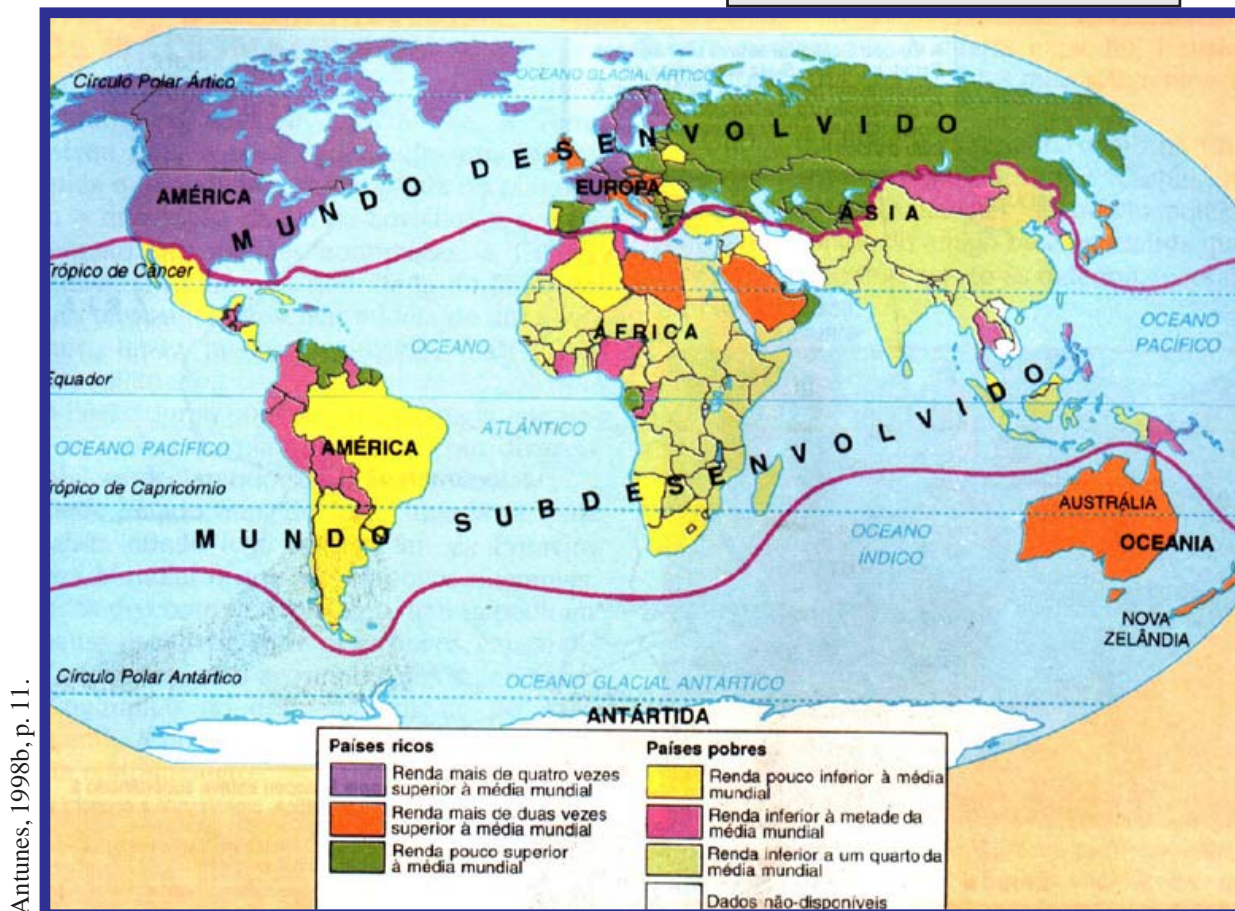 Círculo Polar Ártico
OCEANO GLACIAL ÁRTICO
MUNDO DESENVOLVIDO
AMÉRICA
EUROPA
ÁSIA
Trópico de Câncer
ÁFRICA
OCEANO
PACÍFICO
OCEANO
Equador
ATLÂNTICO
AMÉRICA
OCEANO PACÍFICO
Trópico de Capricórnio
MUNDO SUBDESENVOLVIDO
AUSTRÁLIA
OCEANIA
OCEANO
ÍNDICO
NOVA
ZELÂNDIA
Círculo Polar Antártico
OCEANO GLACIAL ANTÁRTICO
ANTÁRTIDA
Países ricos
Renda mais de quatro vezes
superior à média mundial
Renda mais de duas vezes
superior à média mundial
Renda pouco superior
à média mundial
Países pobres
Renda pouco inferior à média
mundial
Renda inferior à metade da
média mundial
Renda inferior a um quarto da
média mundial
Dados não-disponíveis
Antunes, 1998b, p. 11.